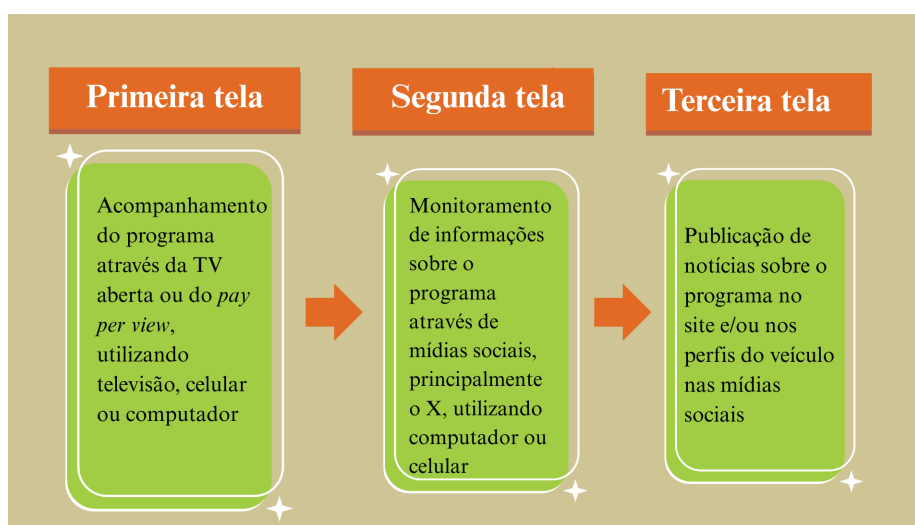 Primeira tela
Acompanhamento
do programa
através da TV
aberta ou do pay
per view,
utilizando
televisão, celular
ou computador
Segunda tela
Monitoramento
de informações
sobre o
programa
através de
mídias sociais,
principalmente
o X, utilizando
computador ou
celular
Terceira tela
Publicação de
notícias sobre o
programa no
site e/ou nos
perfis do veículo
nas mídias
sociais